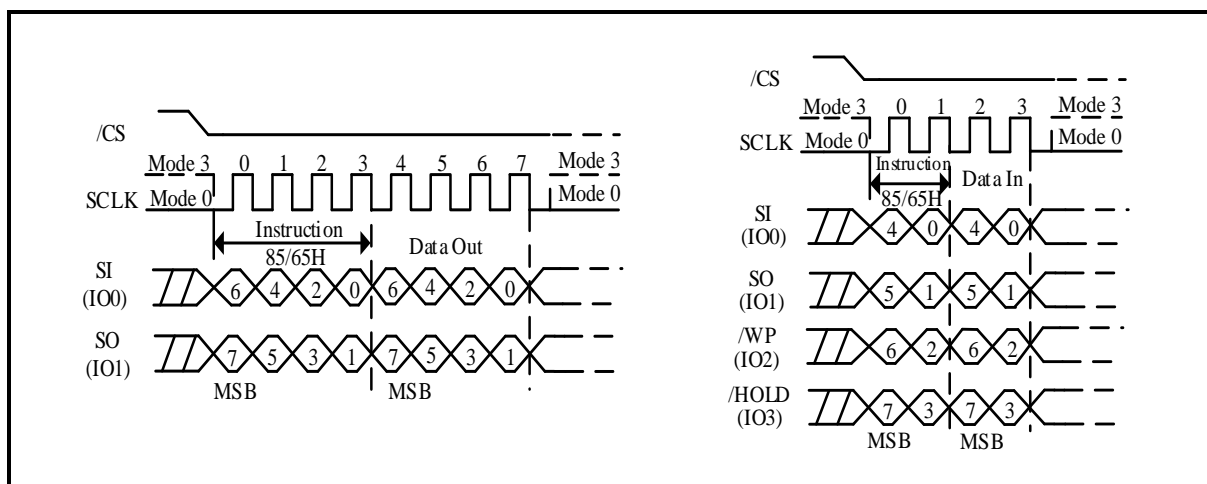 /CS
Mode 3 0 1 2 3 4 5 6 7 Mode 3
SCLK Mode 0 Mode 0
Instruction
85/65H
Data Out
SI
(IO0)
6 4 2 0 6 4 2 0
SO
(IO1)
7 5 3 1 7 5 3 1
MSB MSB
/CS
Mode 3 0 1 2 3 Mode 3
SCLK Mode 0 Mode 0
Instruction
85/65H
Data In
SI
(IO0)
4 0 4 0
SO
(IO1)
5 1 5 1
/WP
(IO2)
6 2 6 2
/HOLD
(IO3)
7 3 7 3
MSB MSB